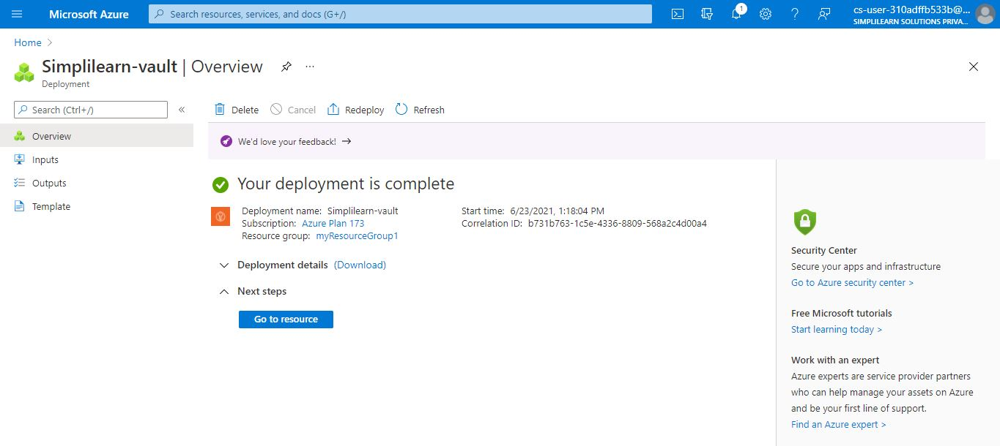 Microsoft Azure
Search resources, services, and docs (G+/)
1
cs-user-310adffb533b@...
SIMPLILEARN SOLUTIONS PRIVA...
Home >
Simplilearn-vault | Overview ...
Deployment
Search (Ctrl+/) «
Delete Cancel Redeploy Refresh
Overview
Inputs
Outputs
Template
We'd love your feedback! →
Your deployment is complete
Deployment name: Simplilearn-vault
Subscription: Azure Plan 173
Resource group: myResourceGroup1
Start time: 6/23/2021, 1:18:04 PM
Correlation ID: b731b763-1c5e-4336-8809-568a2c4d00a4
Deployment details (Download)
Next steps
Go to resource
Security Center
Secure your apps and infrastructure
Go to Azure security center >
Free Microsoft tutorials
Start learning today >
Work with an expert
Azure experts are service provider partners
who can help manage your assets on Azure
and be your first line of support.
Find an Azure expert >